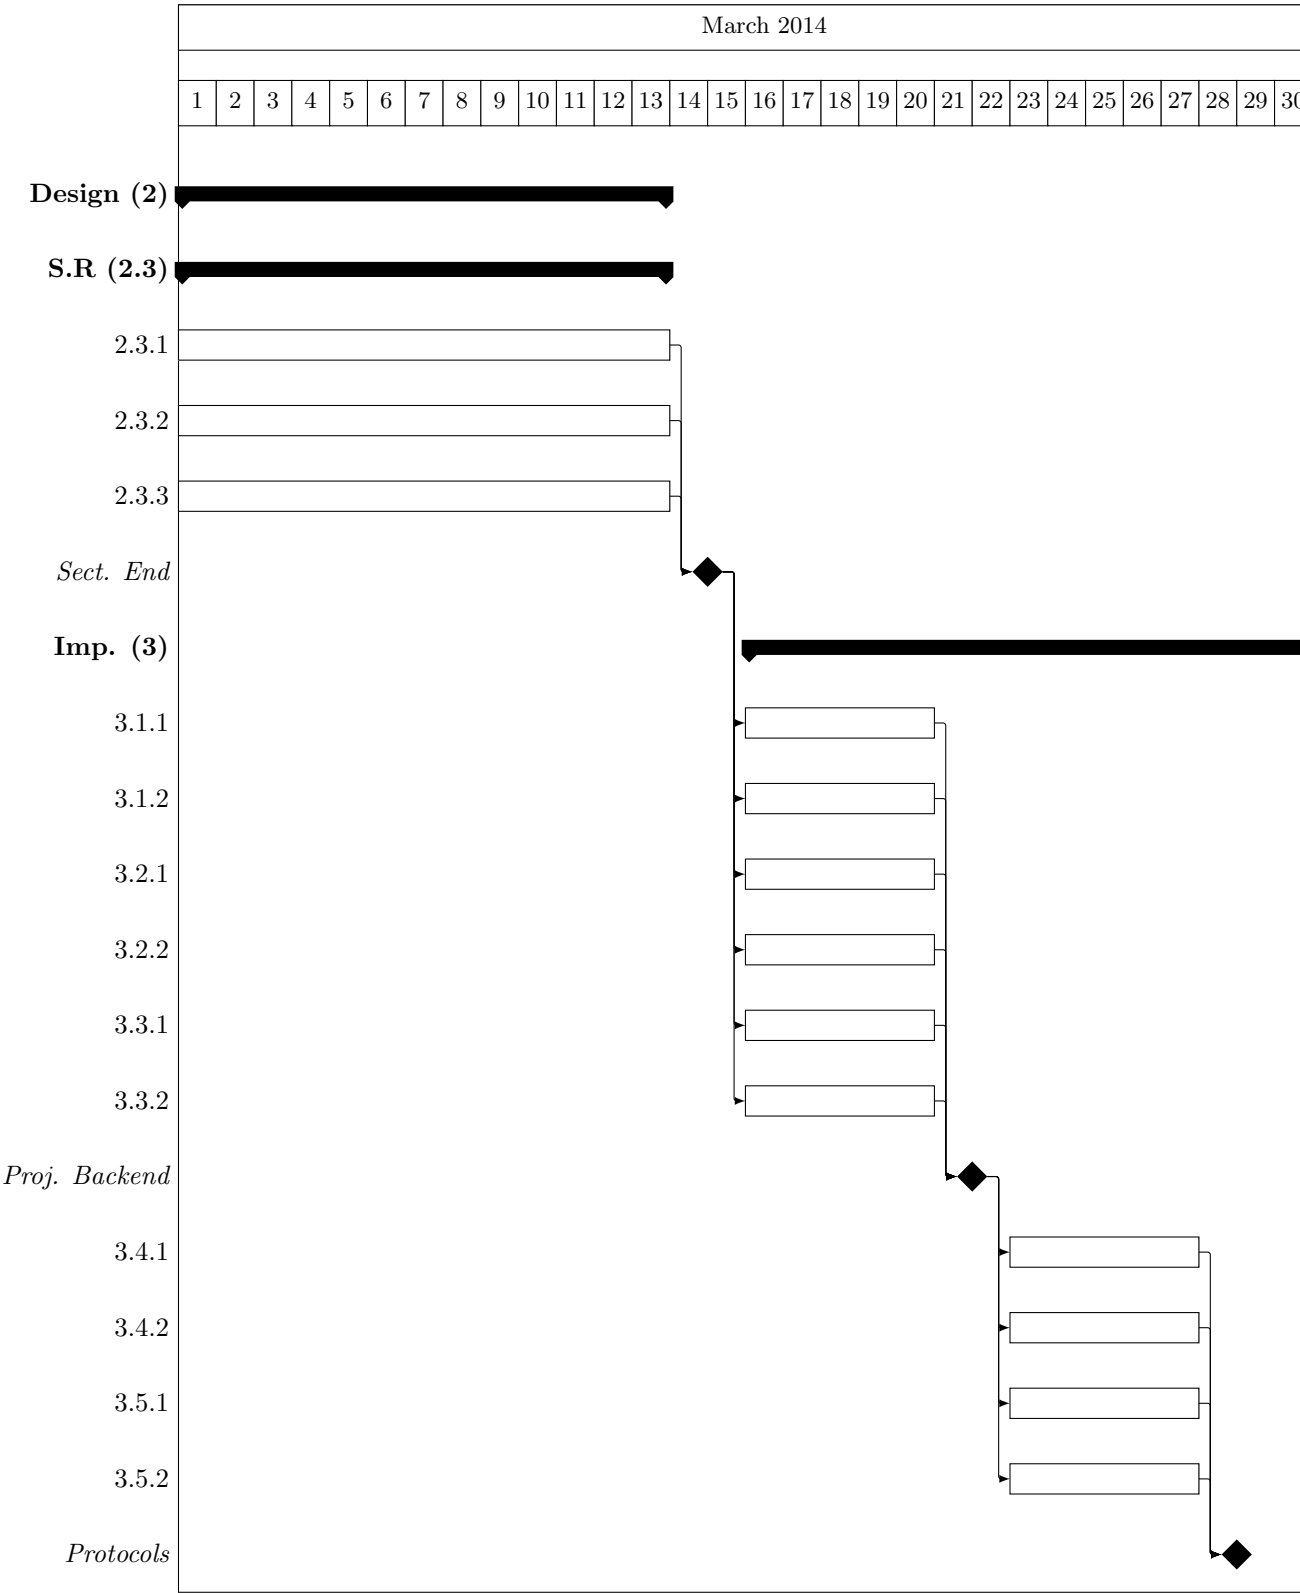 March 2014
1 2 3 4 5 6 7 8 9 10 11 12 13 14 15 16 17 18 19 20 21 22 23 24 25 26 27 28 29 30
Design (2)
S.R (2.3)
2.3.1
2.3.2
2.3.3
Sect. End
Imp. (3)
3.1.1
3.1.2
3.2.1
3.2.2
3.3.1
3.3.2
Proj. Backend
3.4.1
3.4.2
3.5.1
3.5.2
Protocols